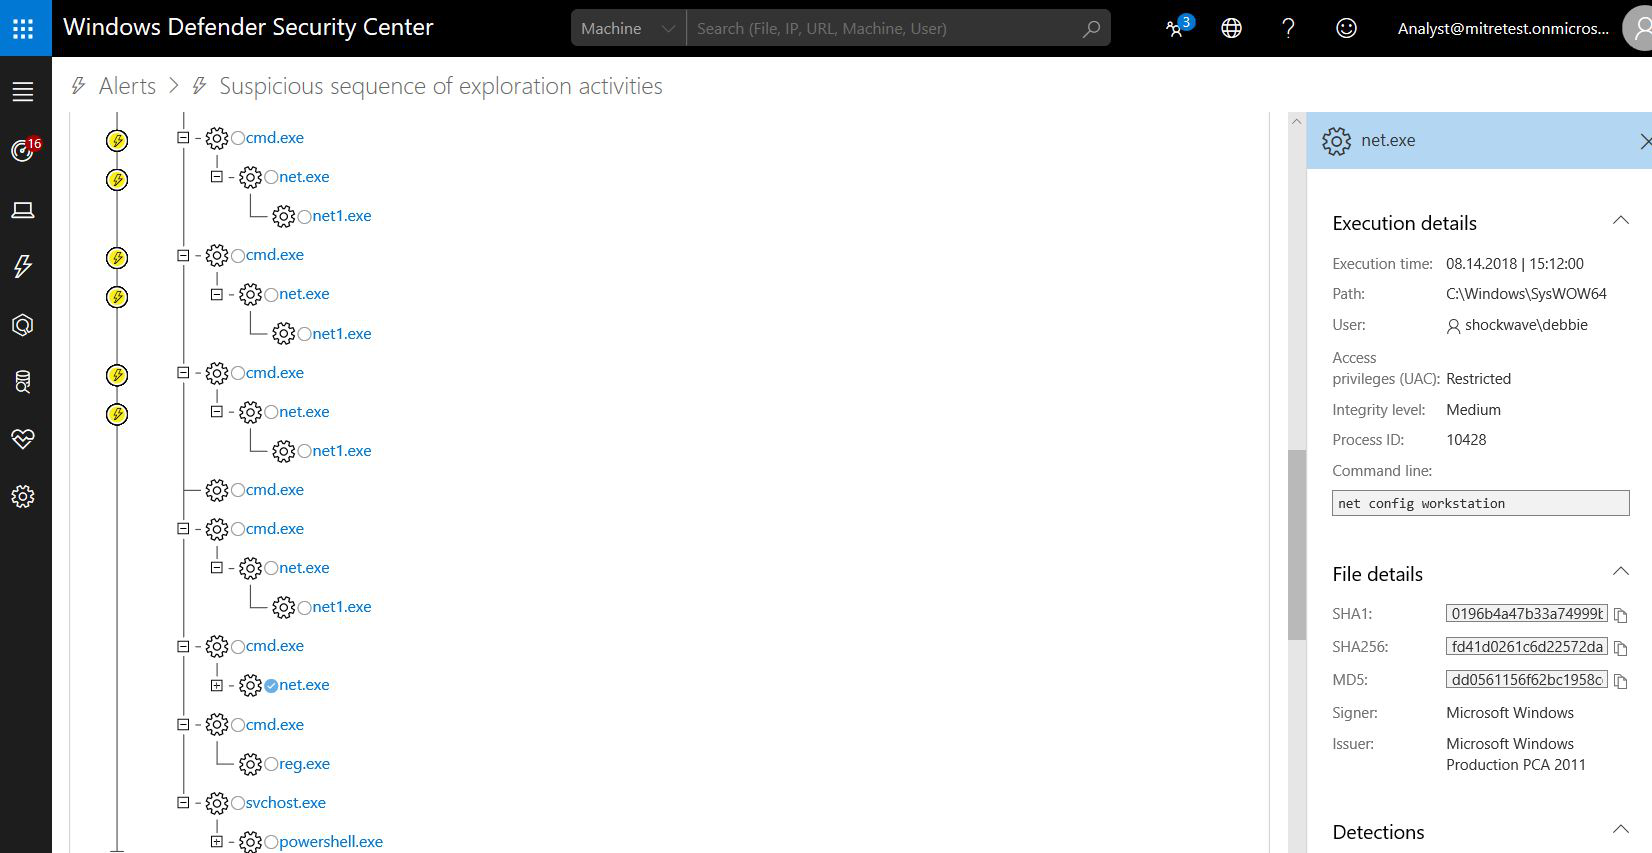 Windows Defender Security Center
Machine
Search (File, IP, URL, Machine, User)
3
Analyst@mitretest.onmicros...
Alerts > Suspicious sequence of exploration activities
16
cmd.exe
net.exe
net1.exe
cmd.exe
net.exe
net1.exe
cmd.exe
net.exe
net1.exe
cmd.exe
cmd.exe
net.exe
net1.exe
cmd.exe
net.exe
cmd.exe
reg.exe
svchost.exe
powershell.exe
net.exe
Execution details
Execution time: 08.14.2018 | 15:12:00
Path: C:\Windows\SysWOW64
User: shockwave\debbie
Access
privileges (UAC): Restricted
Integrity level: Medium
Process ID: 10428
Command line:
net config workstation
File details
SHA1: 0196b4a47b33a74999b
SHA256: fd41d0261c6d22572da
MD5: dd0561156f62bc1958c
Signer: Microsoft Windows
Issuer: Microsoft Windows
Production PCA 2011
Detections